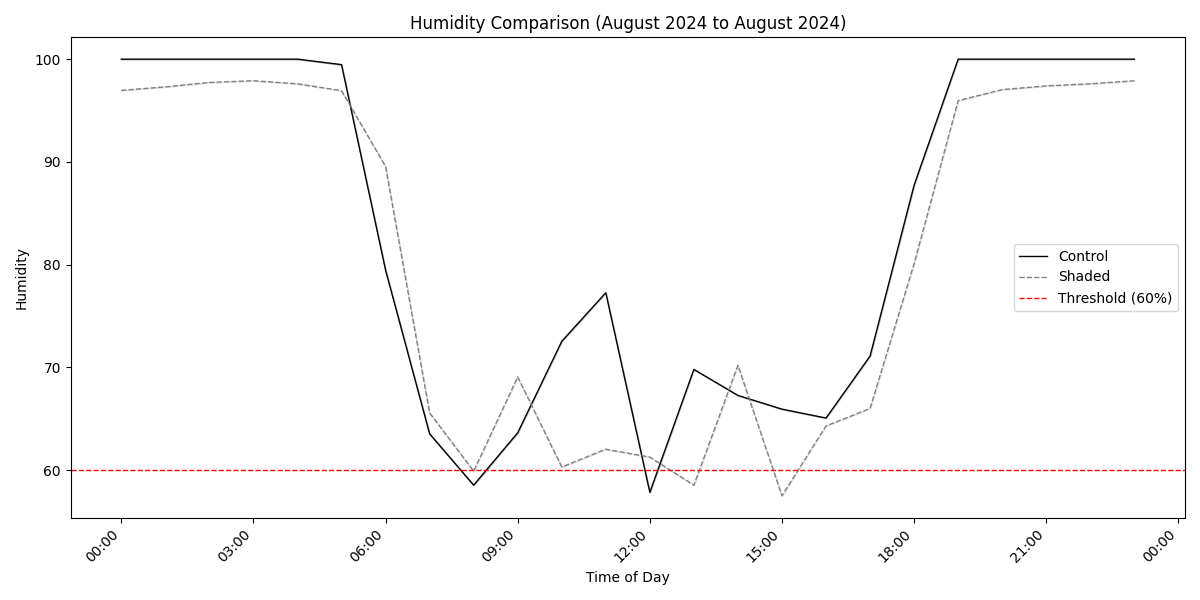 Humidity Comparison (August 2024 to August 2024)
Humidity
100
90
80
70
60
Control
Shaded
Threshold (60%)
00:00
03:00
06:00
09:00
12:00
15:00
18:00
21:00
00:00
Time of Day